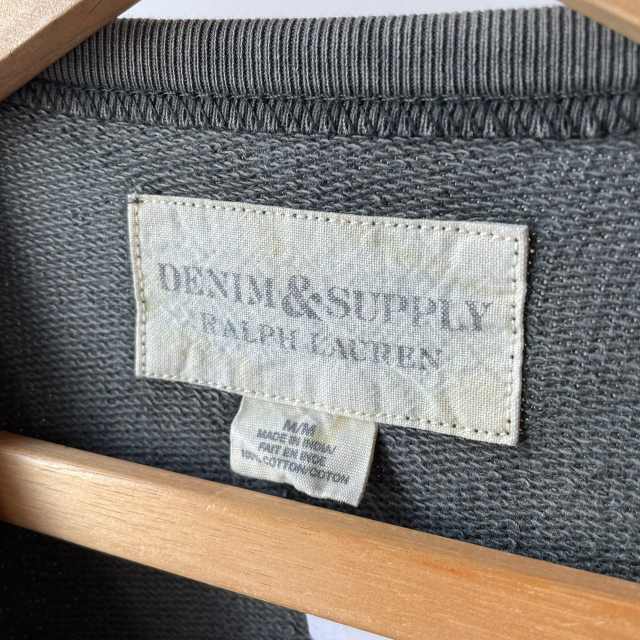 DENIM & SUPPLY
RALPH LAUREN
M/M
MADE IN INDIA/
FAIT EN INDE
COTTON/COTON